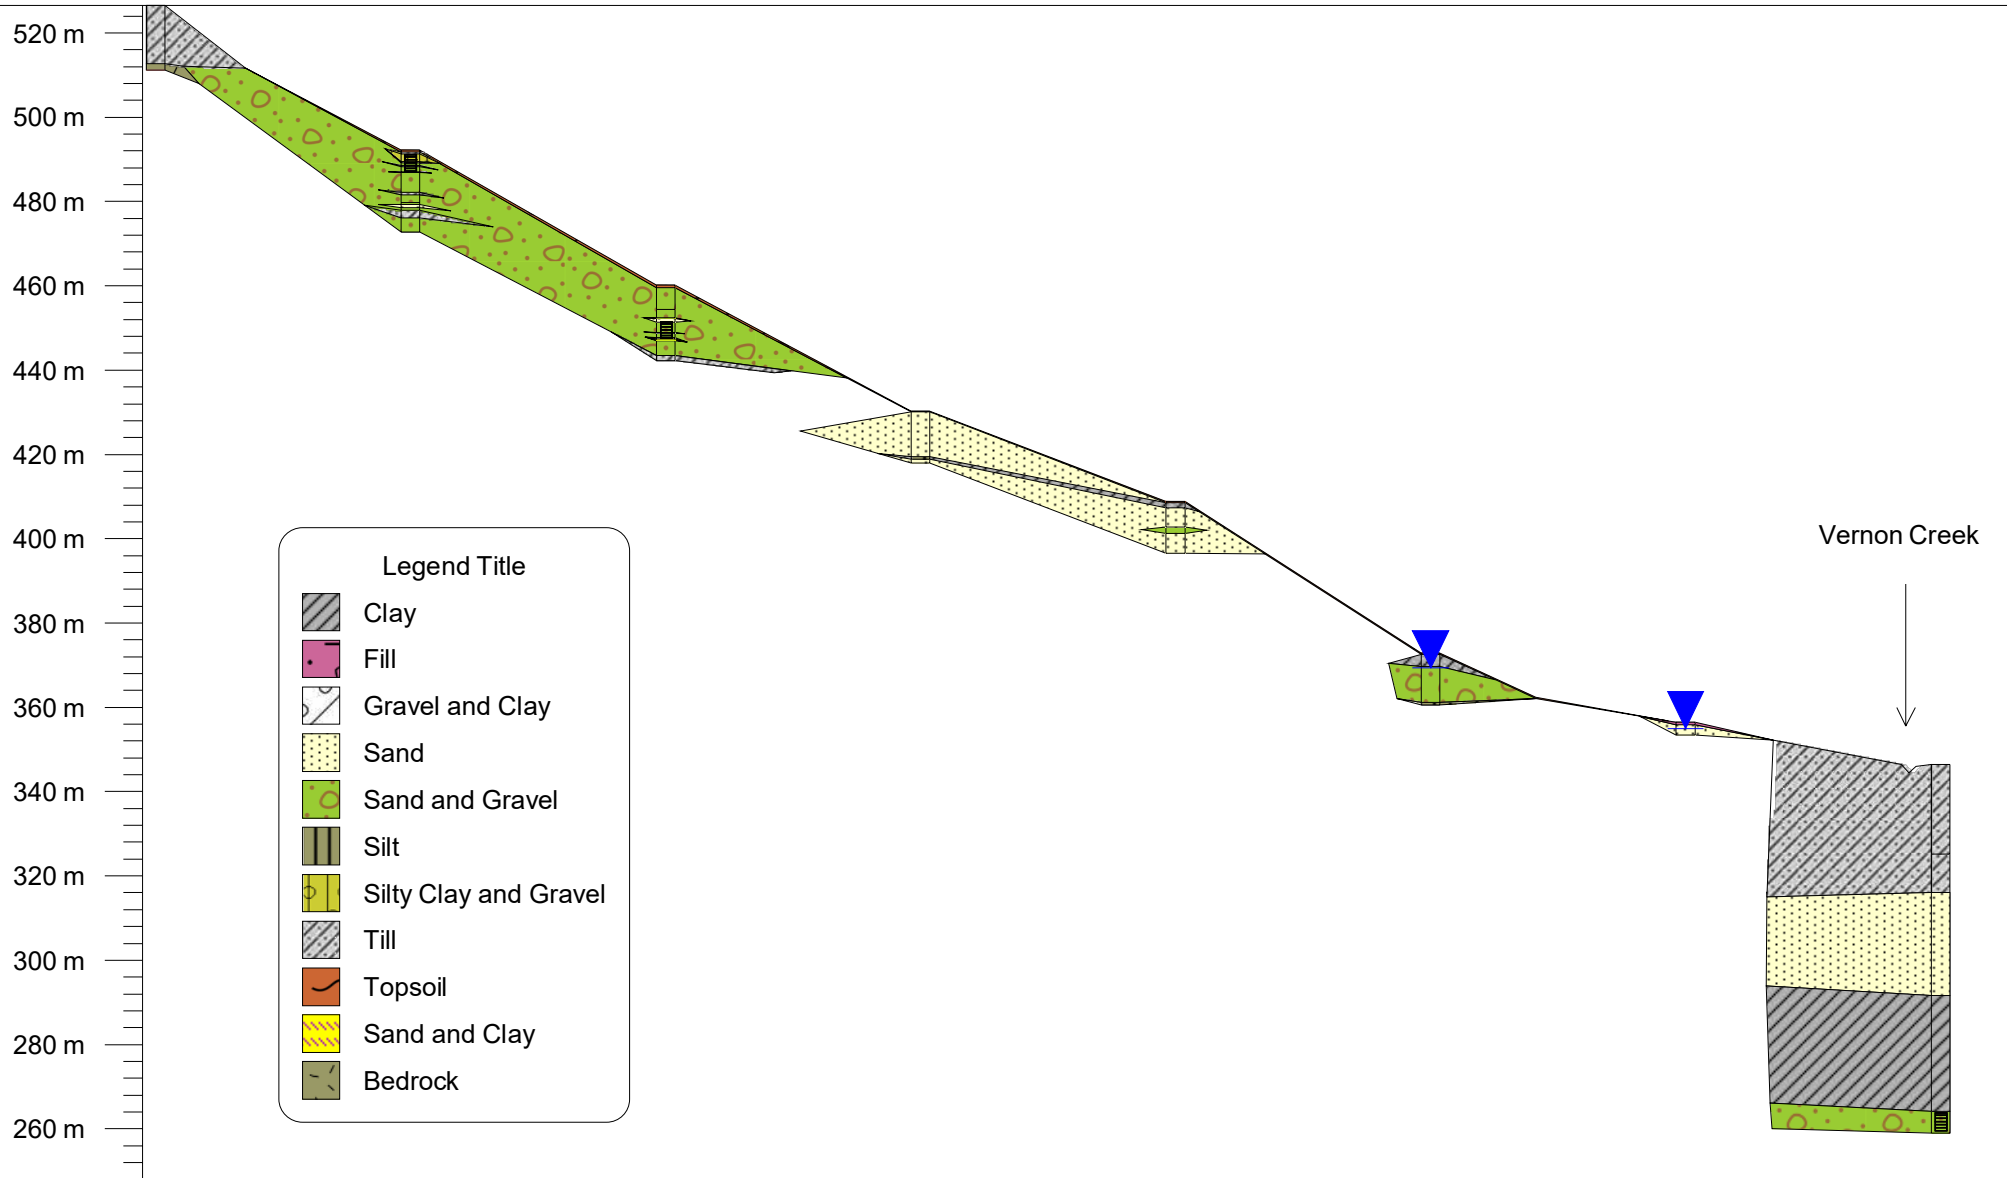 520 m
500 m
480 m
460 m
440 m
420 m
400 m
380 m
360 m
340 m
320 m
300 m
280 m
260 m
Vernon Creek
Legend Title
Clay
Fill
Gravel and Clay
Sand
Sand and Gravel
Silt
Silty Clay and Gravel
Till
Topsoil
Sand and Clay
Bedrock